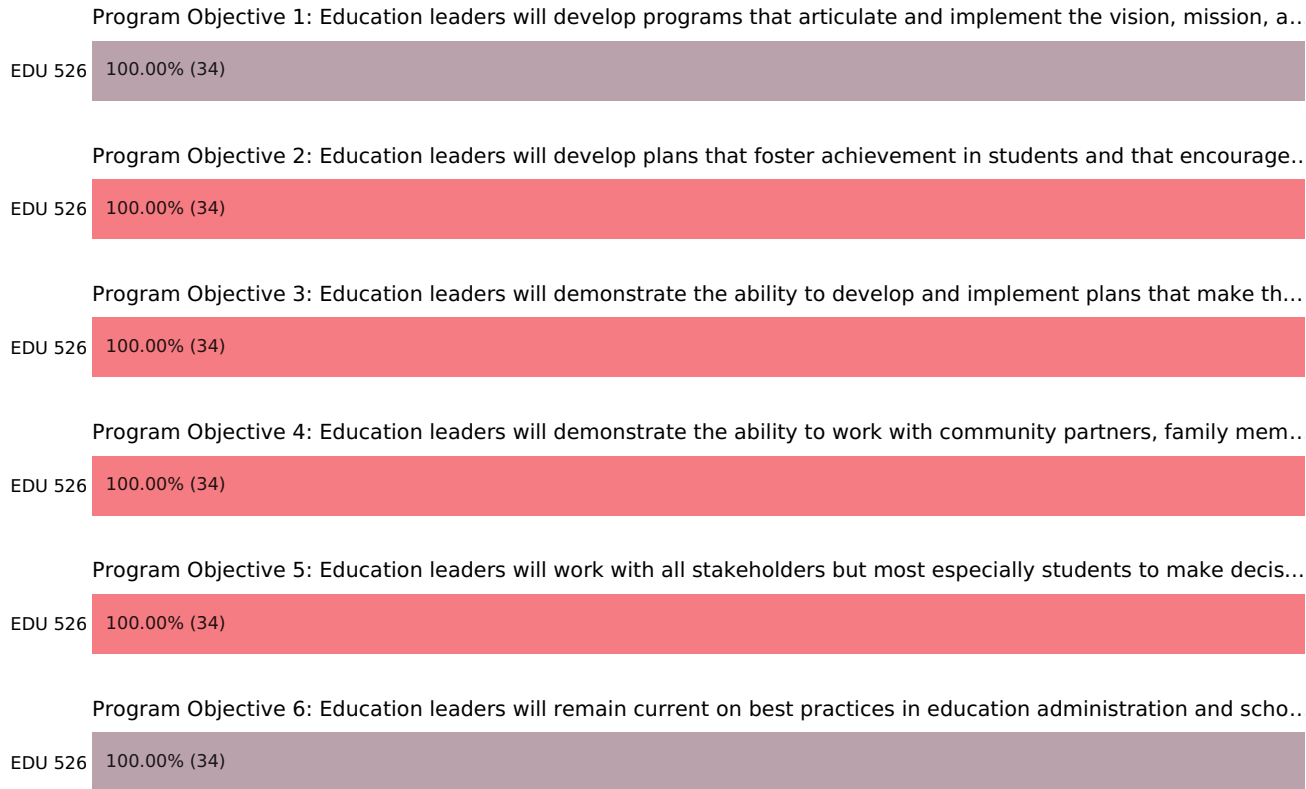 Program Objective 1: Education leaders will develop programs that articulate and implement the vision, mission, a...
EDU 526 100.00% (34)
Program Objective 2: Education leaders will develop plans that foster achievement in students and that encourage...
EDU 526 100.00% (34)
Program Objective 3: Education leaders will demonstrate the ability to develop and implement plans that make th...
EDU 526 100.00% (34)
Program Objective 4: Education leaders will demonstrate the ability to work with community partners, family mem...
EDU 526 100.00% (34)
Program Objective 5: Education leaders will work with all stakeholders but most especially students to make decis...
EDU 526 100.00% (34)
Program Objective 6: Education leaders will remain current on best practices in education administration and scho...
EDU 526 100.00% (34)